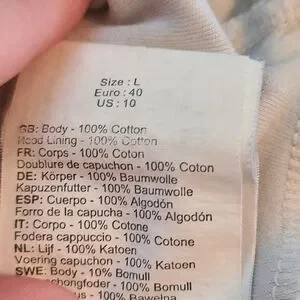 Size : L
Euro : 40
US : 10
GB: Body - 100% Cotton
Hood Lining - 100% Cotton
FR: Corps - 100% Coton
Doublure de capuchon - 100% Coton
DE: Körper - 100% Baumwolle
Kapuzenfutter - 100% Baumwolle
ESP: Cuerpo - 100% Algodón
Forro de la capucha - 100% Algodón
IT: Corpo - 100% Cotone
Fodera cappuccio - 100% Cotone
NL: Lijf - 100% Katoen
Voering capuchon - 100% Katoen
SWE: Body - 100% Bomull
- 100% Bomull
- 100% Bawełna